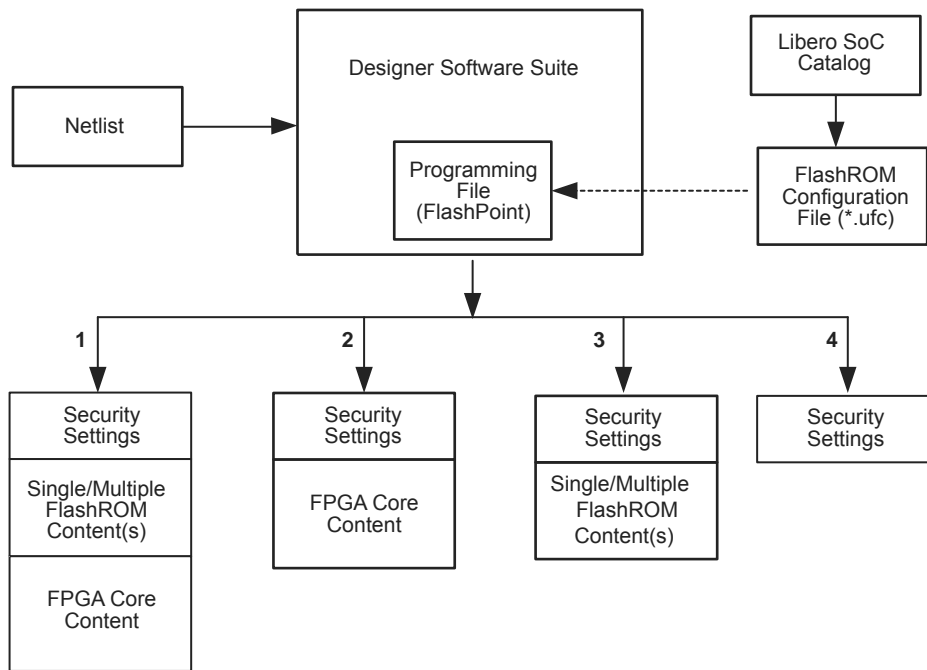 Designer Software Suite
Libero SoC
Catalog
Netlist
Programming
File
(FlashPoint)
FlashROM
Configuration
File (*.ufc)
1
2
3
4
Security
Settings
Single/Multiple
FlashROM
Content(s)
FPGA Core
Content
Security
Settings
FPGA Core
Content
Security
Settings
Single/Multiple
FlashROM
Content(s)
Security
Settings